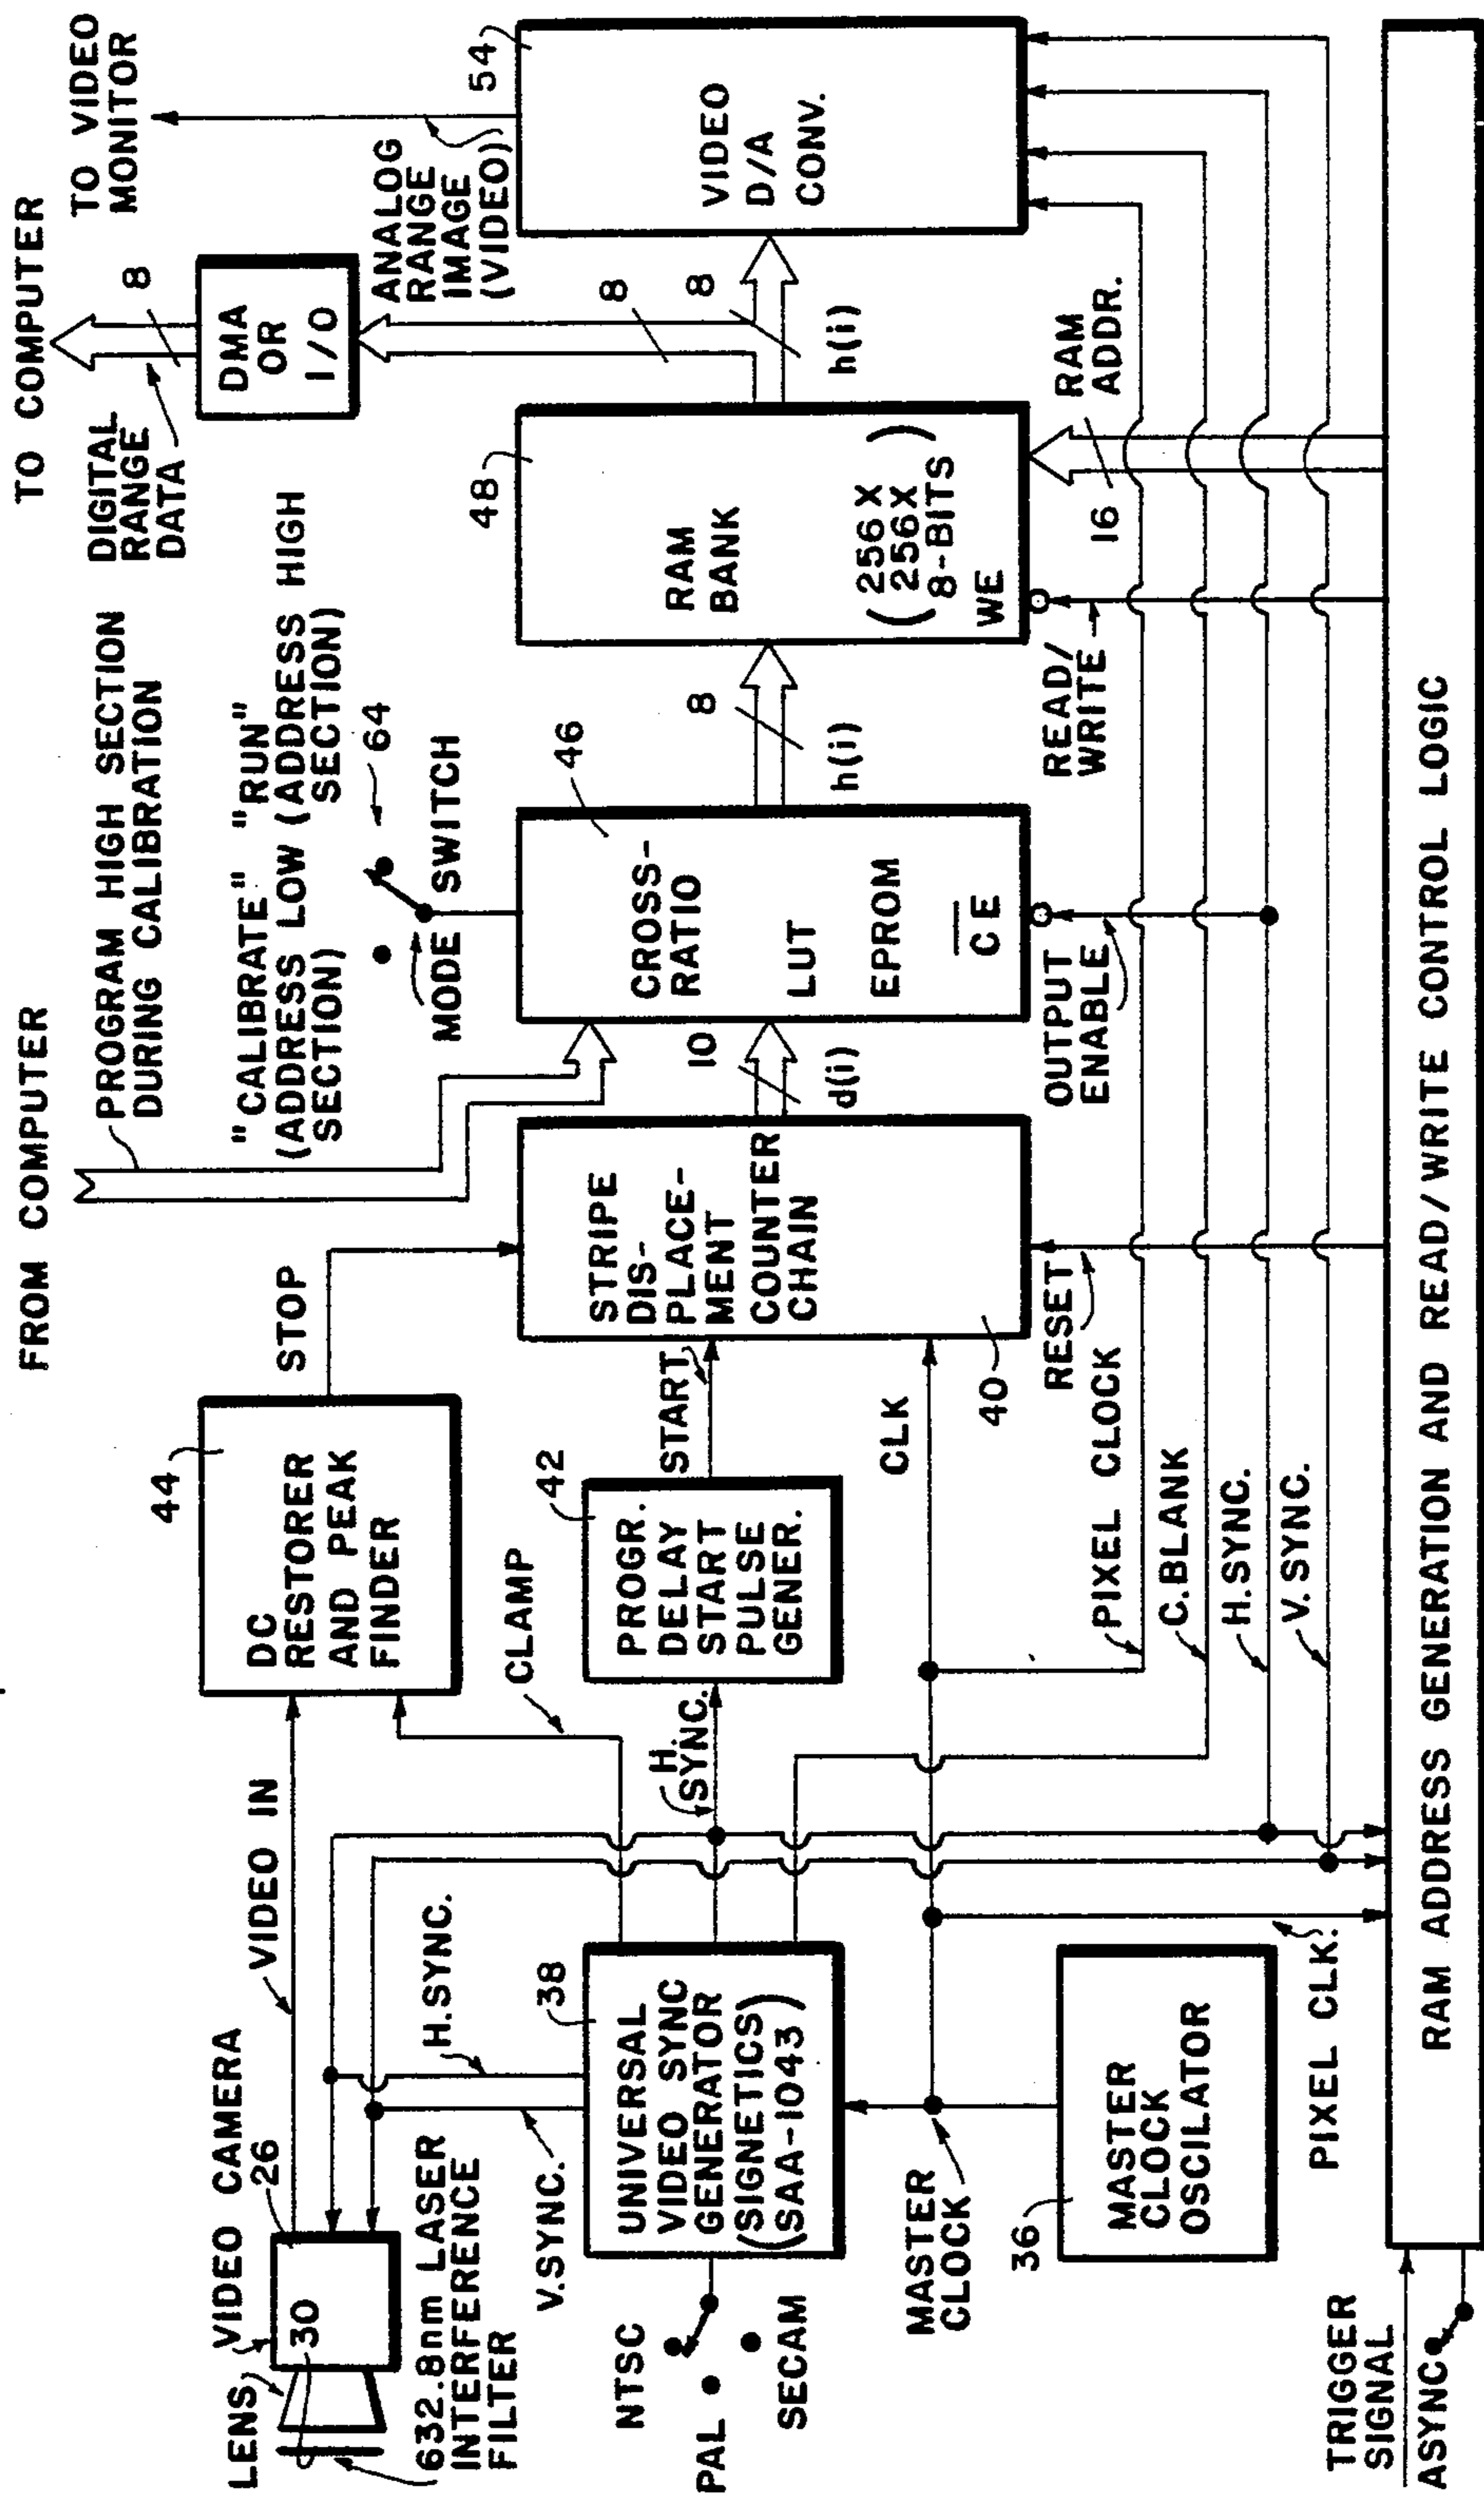 FROM COMPUTER
TO COMPUTER
TO VIDEO
MONITOR
PROGRAM HIGH SECTION
DURING CALIBRATION
DIGITAL
RANGE
DATA
8
VIDEO CAMERA
26
LENS
30
632.8nm LASER
INTERFERENCE
FILTER
VIDEO IN
44
DC
RESTORER
AND PEAK
FINDER
STOP
"CALIBRATE" "RUN"
(ADDRESS LOW (ADDRESS HIGH
SECTION) SECTION)
64
MODE SWITCH
DMA
OR
I/O
ANALOG
RANGE
IMAGE
(VIDEO)
H.SYNC.
V.SYNC.
CLAMP
38
UNIVERSAL
VIDEO SYNC
GENERATOR
(SIGNETICS)
(SAA-1043)
NTSC
PAL
SECAM
H.
SYNC.
42
PROGR.
DELAY
START
PULSE
GENER.
START
STRIPE
DIS-
PLACE-
MENT
COUNTER
CHAIN
40
CLK
10
d(i)
46
CROSS-
RATIO
LUT
EPROM
CE
8
h(i)
48
RAM
BANK
(256X)
(256X)
8-BITS
WE
8
8
h(i)
54
VIDEO
D/A
CONV.
MASTER
CLOCK
36
MASTER
CLOCK
OSCILATOR
RESET
OUTPUT
ENABLE
READ/
WRITE
16
RAM
ADDR.
PIXEL CLOCK
C.BLANK
H.SYNC.
V.SYNC.
PIXEL CLK.
TRIGGER
SIGNAL
ASYNC
RAM ADDRESS GENERATION AND READ/WRITE CONTROL LOGIC